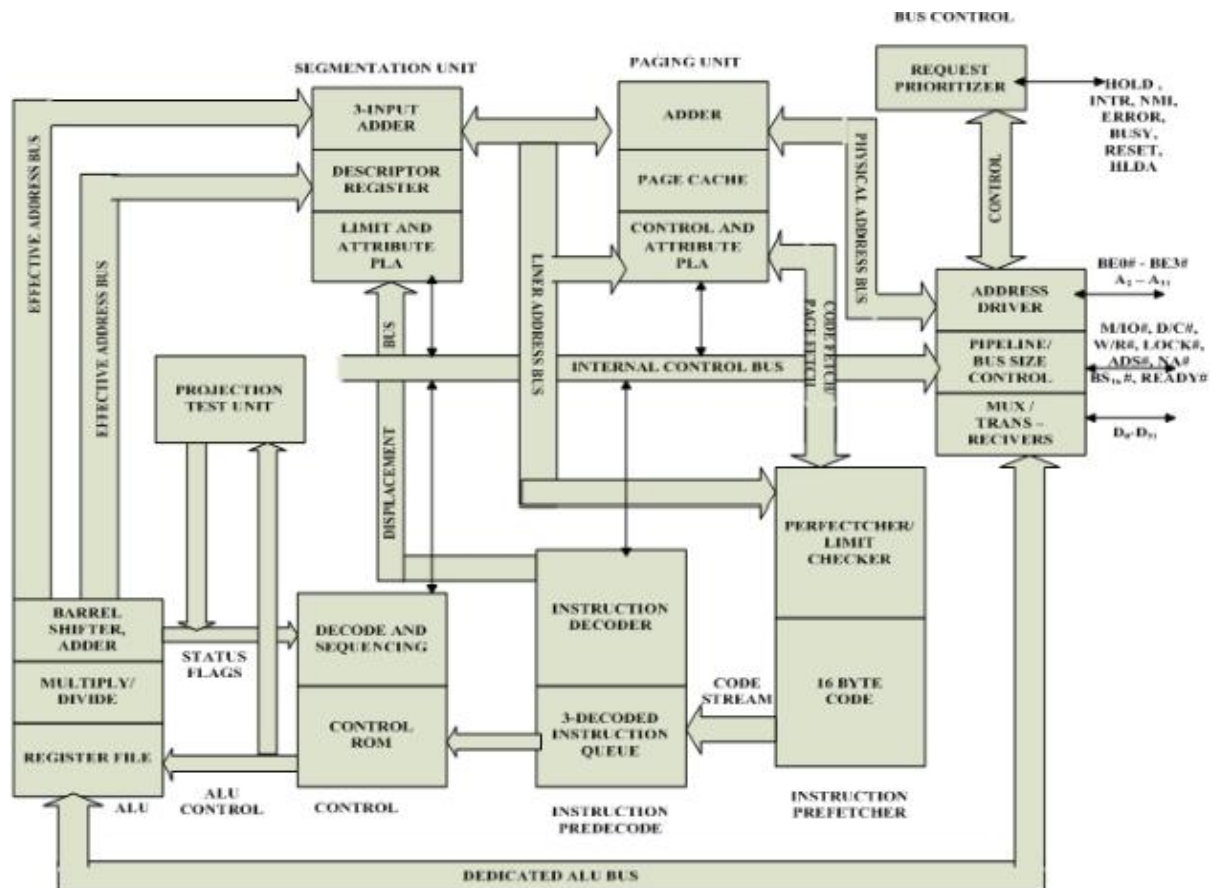 BUS CONTROL
SEGMENTATION UNIT
PAGING UNIT
REQUEST
PRIORITIZER
HOLD ,
INTR, NMI,
ERROR,
BUSY,
RESET,
HLDA
3-INPUT
ADDER
ADDER
DESCRIPTOR
REGISTER
PAGE CACHE
LIMIT AND
ATTRIBUTE
PLA
CONTROL AND
ATTRIBUTE
PLA
EFFECTIVE ADDRESS BUS
EFFECTIVE ADDRESS BUS
PHYSICAL ADDRESS BUS
CONTROL
LINER ADDRESS BUS
CODE FETCH/
PAGE FETCH
ADDRESS
DRIVER
BE0# - BE3#
A₂ – A₃₁
PIPELINE/
BUS SIZE
CONTROL
M/IO#, D/C#,
W/R#, LOCK#,
ADS#, NA#
BS₁₆#, READY#
MUX /
TRANS –
RECIVERS
D₀-D₃₁
INTERNAL CONTROL BUS
PROJECTION
TEST UNIT
DISPLACEMENT
BUS
PERFECTCHER/
LIMIT
CHECKER
BARREL
SHIFTER,
ADDER
STATUS
FLAGS
DECODE AND
SEQUENCING
INSTRUCTION
DECODER
MULTIPLY/
DIVIDE
CODE
STREAM
16 BYTE
CODE
REGISTER FILE
CONTROL
ROM
3-DECODED
INSTRUCTION
QUEUE
ALU
ALU
CONTROL
CONTROL
INSTRUCTION
PREDECODE
INSTRUCTION
PREFETCHER
DEDICATED ALU BUS